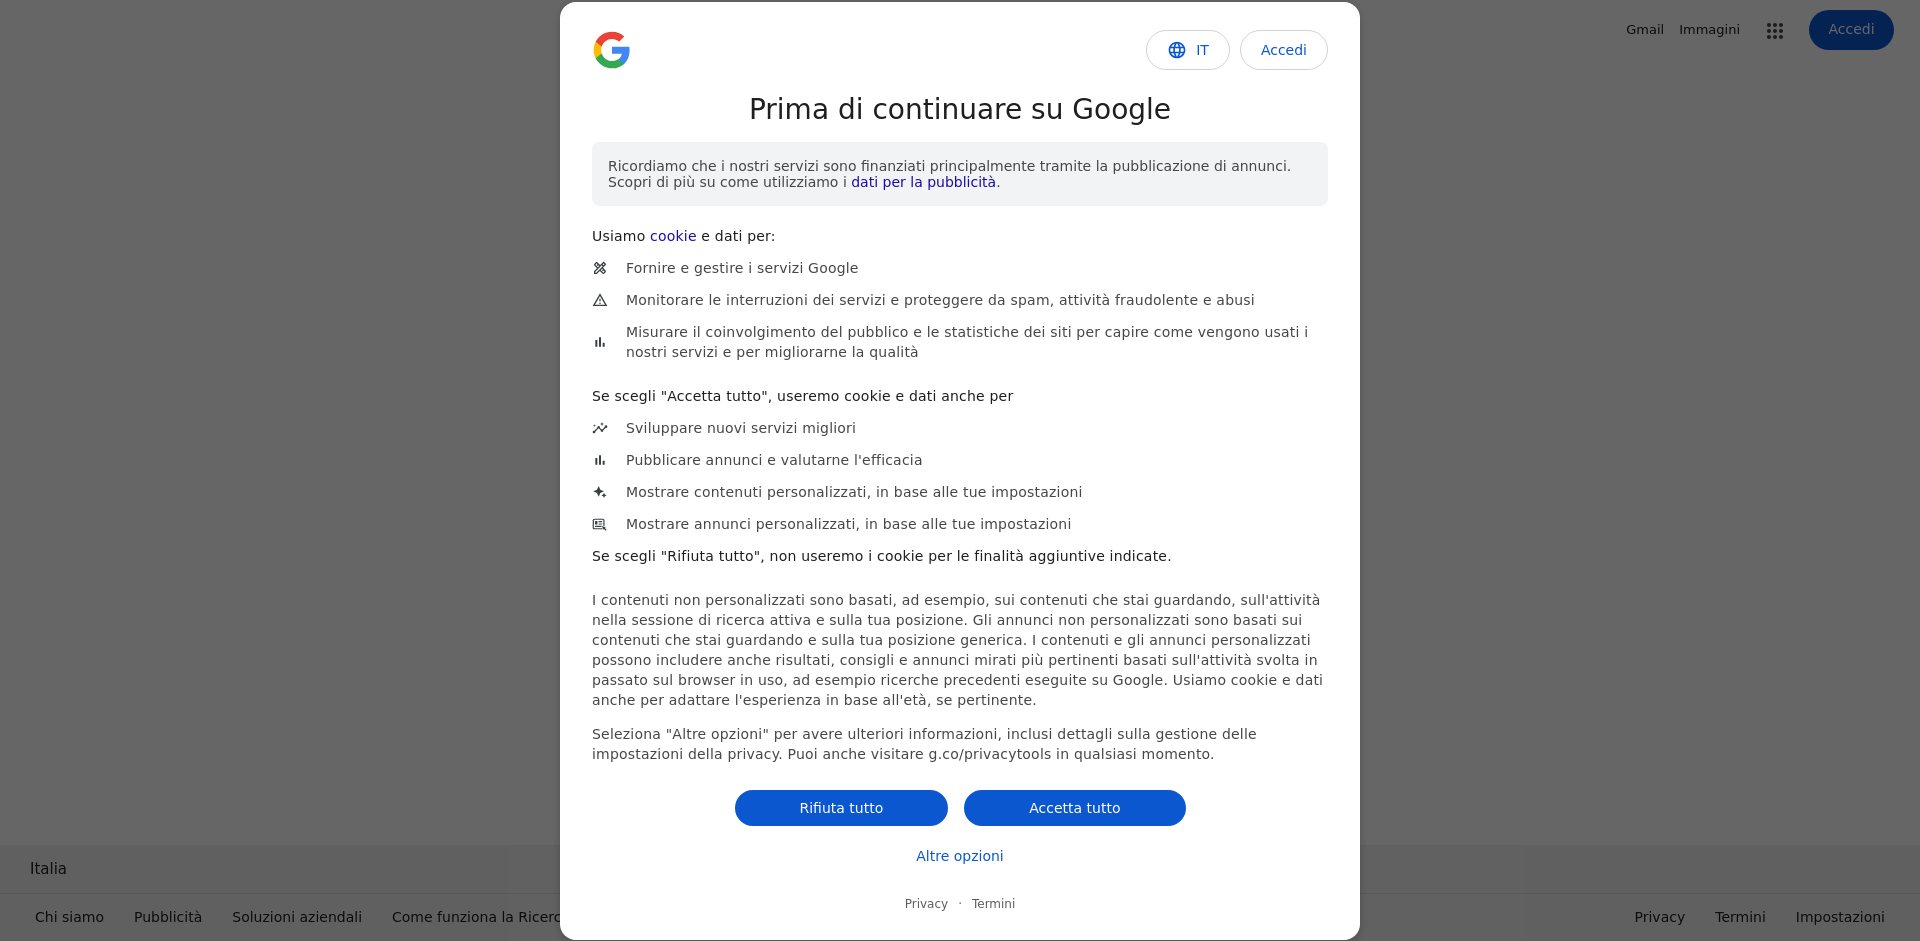 Gmail Immagini Accedi
IT Accedi
Prima di continuare su Google
Ricordiamo che i nostri servizi sono finanziati principalmente tramite la pubblicazione di annunci.
Scopri di più su come utilizziamo i dati per la pubblicità.
Usiamo cookie e dati per:
Fornire e gestire i servizi Google
Monitorare le interruzioni dei servizi e proteggere da spam, attività fraudolente e abusi
Misurare il coinvolgimento del pubblico e le statistiche dei siti per capire come vengono usati i
nostri servizi e per migliorarne la qualità
Se scegli "Accetta tutto", useremo cookie e dati anche per
Sviluppare nuovi servizi migliori
Pubblicare annunci e valutarne l'efficacia
Mostrare contenuti personalizzati, in base alle tue impostazioni
Mostrare annunci personalizzati, in base alle tue impostazioni
Se scegli "Rifiuta tutto", non useremo i cookie per le finalità aggiuntive indicate.
I contenuti non personalizzati sono basati, ad esempio, sui contenuti che stai guardando, sull'attività
nella sessione di ricerca attiva e sulla tua posizione. Gli annunci non personalizzati sono basati sui
contenuti che stai guardando e sulla tua posizione generica. I contenuti e gli annunci personalizzati
possono includere anche risultati, consigli e annunci mirati più pertinenti basati sull'attività svolta in
passato sul browser in uso, ad esempio ricerche precedenti eseguite su Google. Usiamo cookie e dati
anche per adattare l'esperienza in base all'età, se pertinente.
Seleziona "Altre opzioni" per avere ulteriori informazioni, inclusi dettagli sulla gestione delle
impostazioni della privacy. Puoi anche visitare g.co/privacytools in qualsiasi momento.
Rifiuta tutto Accetta tutto
Altre opzioni
Privacy · Termini
Italia
Chi siamo Pubblicità Soluzioni aziendali Come funziona la Ricerc
Privacy Termini Impostazioni